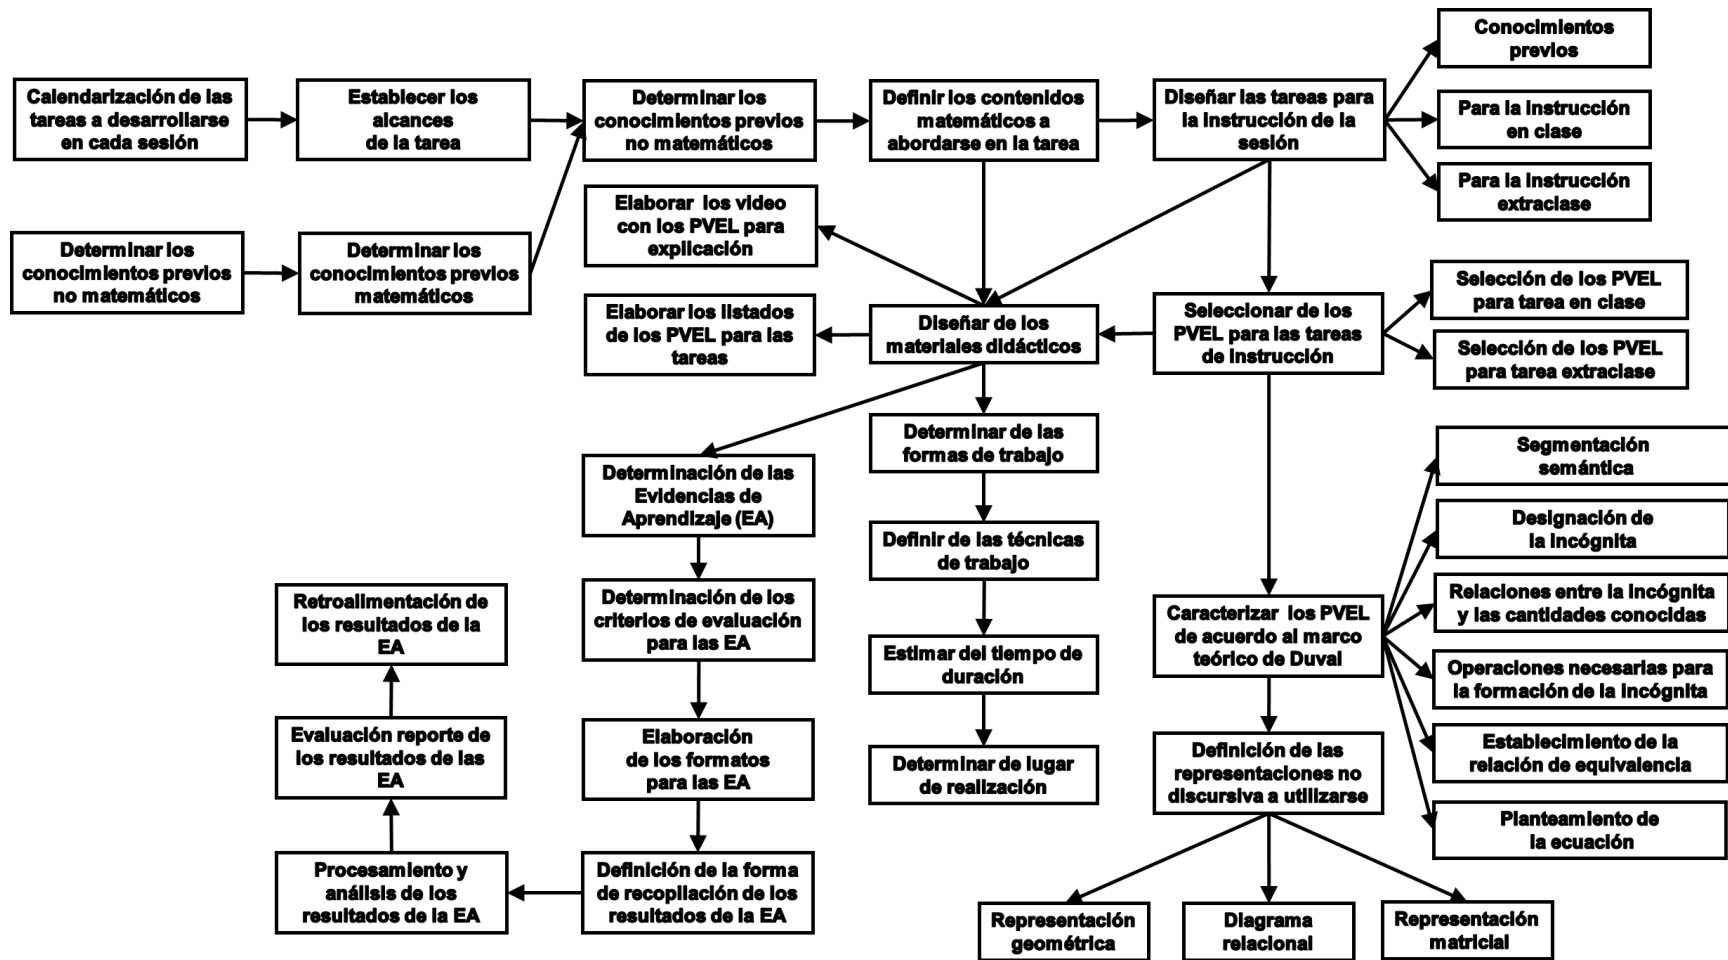 Calendarización de las
tareas a desarrollarse
en cada sesión
Establecer los
alcances
de la tarea
Determinar los
conocimientos previos
no matemáticos
Definir los contenidos
matemáticos a
abordarse en la tarea
Diseñar las tareas para
la instrucción de la
sesión
Conocimientos
previos
Para la instrucción
en clase
Para la instrucción
extraclase
Determinar los
conocimientos previos
no matemáticos
Determinar los
conocimientos previos
matemáticos
Elaborar los video
con los PVEL para
explicación
Elaborar los listados
de los PVEL para las
tareas
Diseñar de los
materiales didácticos
Seleccionar de los
PVEL para las tareas
de instrucción
Selección de los PVEL
para tarea en clase
Selección de los PVEL
para tarea extraclase
Determinar de las
formas de trabajo
Definir de las técnicas
de trabajo
Estimar del tiempo de
duración
Determinar de lugar
de realización
Determinación de las
Evidencias de
Aprendizaje (EA)
Determinación de los
criterios de evaluación
para las EA
Elaboración
de los formatos
para las EA
Definición de la forma
de recopilación de los
resultados de la EA
Procesamiento y
análisis de los
resultados de la EA
Evaluación reporte de
los resultados de las
EA
Retroalimentación de
los resultados de la
EA
Caracterizar los PVEL
de acuerdo al marco
teórico de Duval
Segmentación
semántica
Designación de
la incógnita
Relaciones entre la incógnita
y las cantidades conocidas
Operaciones necesarias para
la formación de la incógnita
Establecimiento de la
relación de equivalencia
Planteamiento de
la ecuación
Definición de las
representaciones no
discursiva a utilizarse
Representación
geométrica
Diagrama
relacional
Representación
matricial